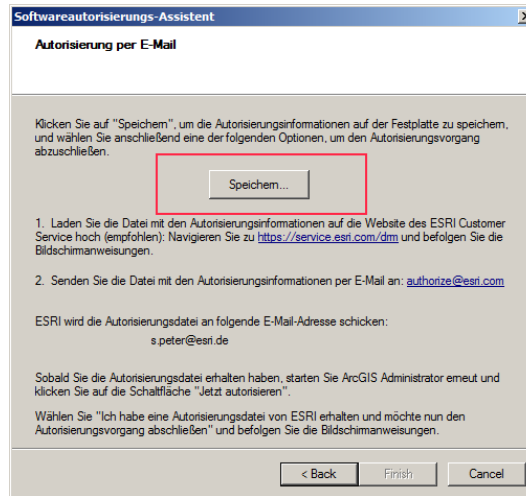 Softwareautorisierungs-Assistent
Autorisierung per E-Mail
Klicken Sie auf "Speichern", um die Autorisierungsinformationen auf der Festplatte zu speichern,
und wählen Sie anschließend eine der folgenden Optionen, um den Autorisierungsvorgang
abzuschließen.
Speichern...
1. Laden Sie die Datei mit den Autorisierungsinformationen auf die Website des ESRI Customer
Service hoch (empfohlen): Navigieren Sie zu https://service.esri.com/drm und befolgen Sie die
Bildschirmanweisungen.
2. Senden Sie die Datei mit den Autorisierungsinformationen per E-Mail an: authorize@esri.com
ESRI wird die Autorisierungsdatei an folgende E-Mail-Adresse schicken:
s.peter@esri.de
Sobald Sie die Autorisierungsdatei erhalten haben, starten Sie ArcGIS Administrator erneut und
klicken Sie auf die Schaltfläche "Jetzt autorisieren".
Wählen Sie "Ich habe eine Autorisierungsdatei von ESRI erhalten und möchte nun den
Autorisierungsvorgang abschließen" und befolgen Sie die Bildschirmanweisungen.
< Back
Finish
Cancel